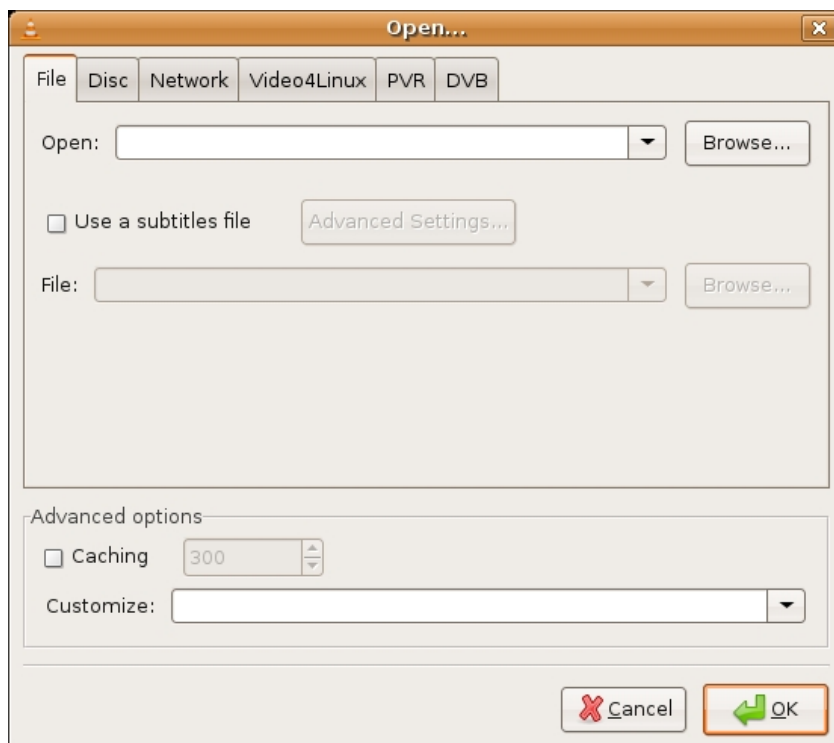 Open...
File Disc Network Video4Linux PVR DVB
Open: Browse...
Use a subtitles file Advanced Settings...
File: Browse...
Advanced options
Caching 300
Customize:
Cancel OK